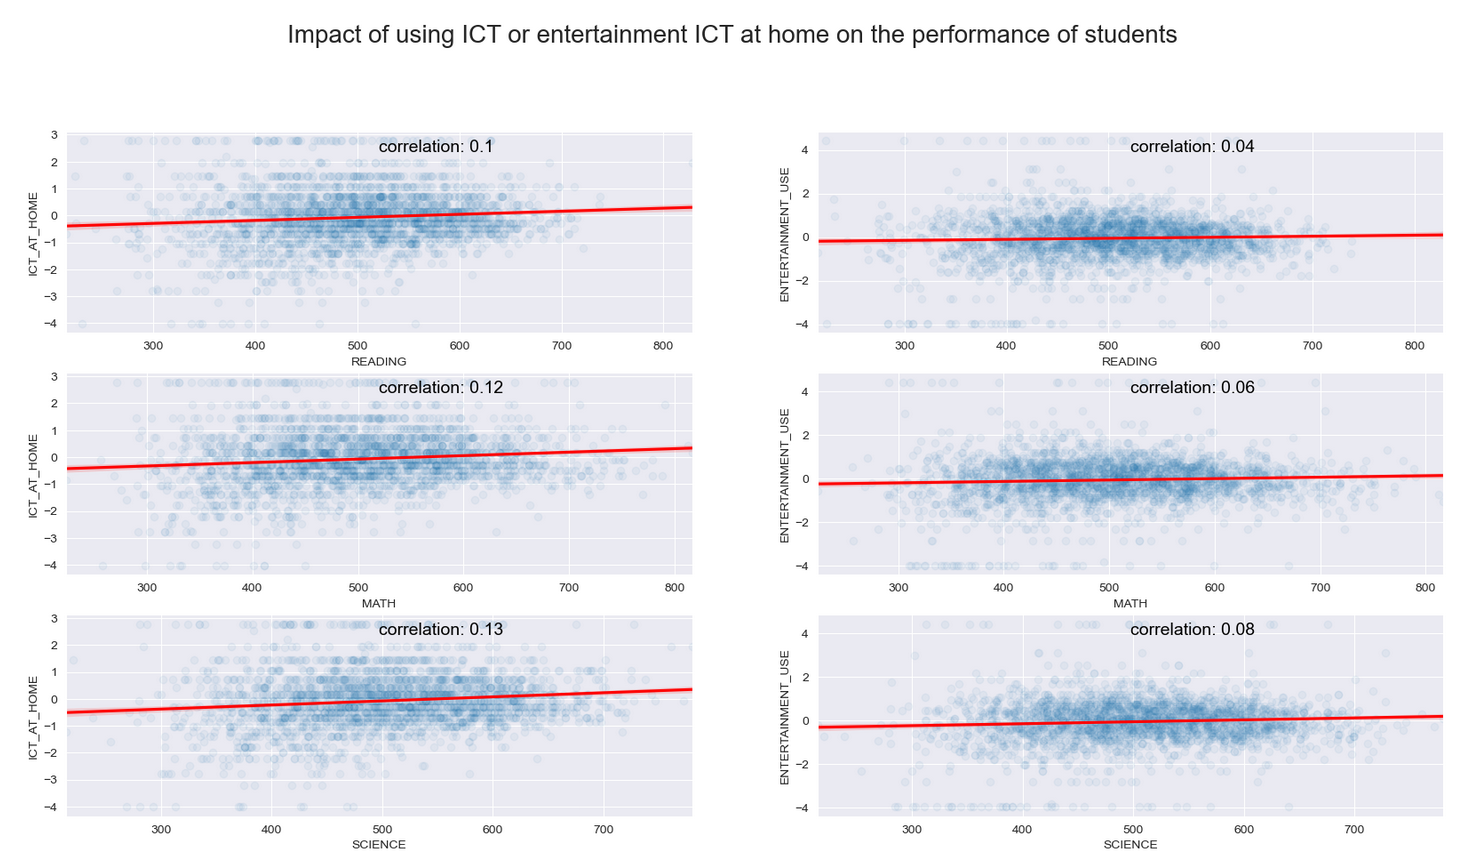 Impact of using ICT or entertainment ICT at home on the performance of students
correlation: 0.1
3
2
1
0
−1
−2
−3
−4
ICT_AT_HOME
300 400 500 600 700 800
READING
correlation: 0.04
4
2
0
−2
−4
ENTERTAINMENT_USE
300 400 500 600 700 800
READING
correlation: 0.12
3
2
1
0
−1
−2
−3
−4
ICT_AT_HOME
300 400 500 600 700 800
MATH
correlation: 0.06
4
2
0
−2
−4
ENTERTAINMENT_USE
300 400 500 600 700 800
MATH
correlation: 0.13
3
2
1
0
−1
−2
−3
−4
ICT_AT_HOME
300 400 500 600 700
SCIENCE
correlation: 0.08
4
2
0
−2
−4
ENTERTAINMENT_USE
300 400 500 600 700
SCIENCE